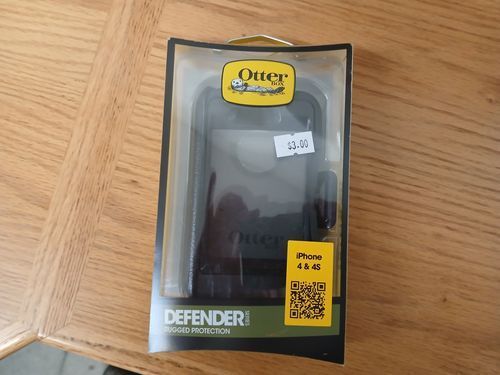 Otter
BOX
$3.00
Otter
iPhone
4 & 4S
DEFENDER
SERIES
RUGGED PROTECTION